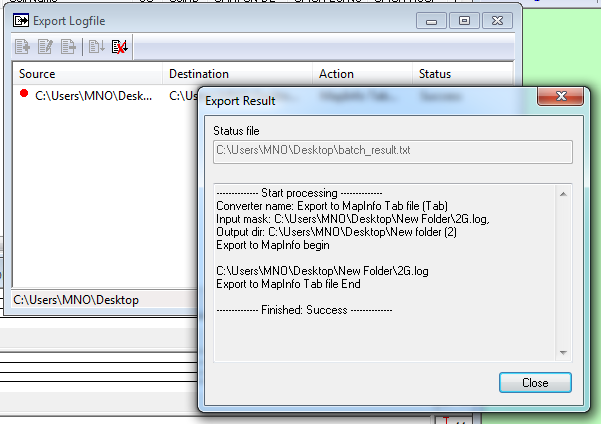 Export Logfile
Source Destination Action Status
C:\Users\MNO\Desk... C:\Us
C:\Users\MNO\Desktop
Export Result
Status file
C:\Users\MNO\Desktop\batch_result.txt
-------------- Start processing --------------
Converter name: Export to MapInfo Tab file (Tab)
Input mask: C:\Users\MNO\Desktop\New Folder\2G.log,
Output dir: C:\Users\MNO\Desktop\New folder (2)
Export to MapInfo begin
C:\Users\MNO\Desktop\New Folder\2G.log
Export to MapInfo Tab file End
-------------- Finished: Success --------------
Close